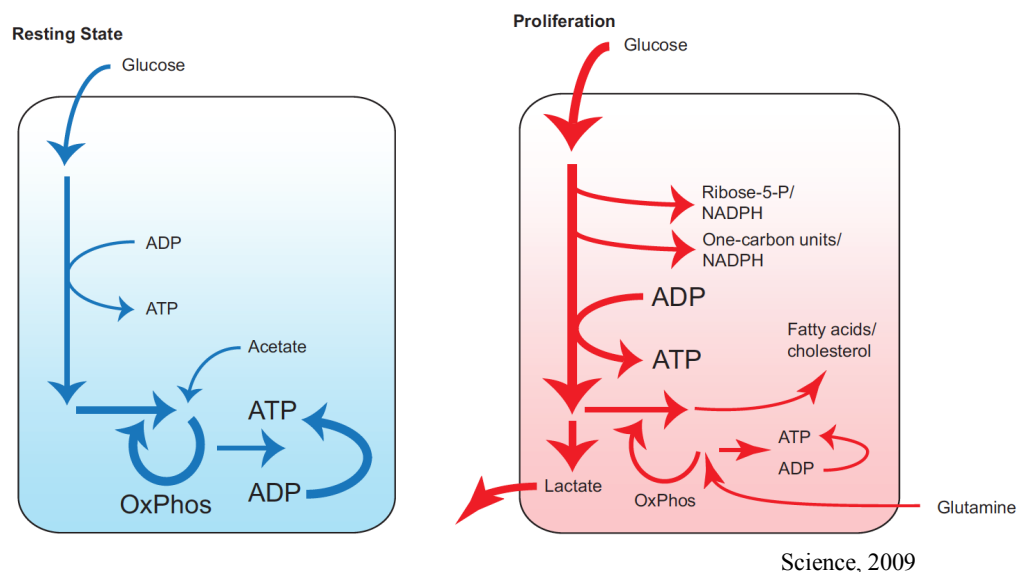 Resting State
Glucose
ADP
ATP
Acetate
ATP
ADP
OxPhos
Proliferation
Glucose
Ribose-5-P/
NADPH
One-carbon units/
NADPH
ADP
ATP
Fatty acids/
cholesterol
ATP
ADP
Lactate
OxPhos
Glutamine
Science, 2009